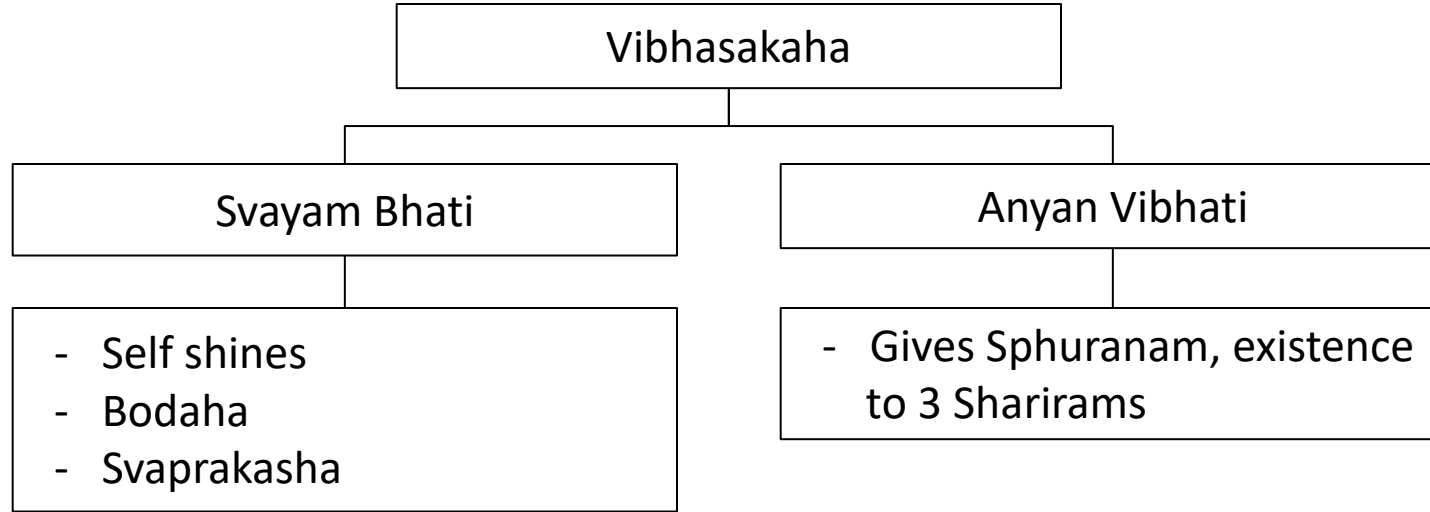 Vibhasakaha
Svayam Bhati
Anyan Vibhati
- Self shines
- Bodaha
- Svaprakasha
- Gives Sphuranam, existence
to 3 Sharirams